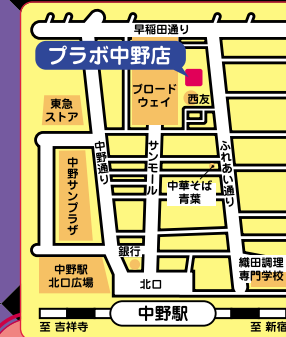 早稲田通り
プラボ中野店
ブロード
ウェイ
西友
東急
ストア
中野通り
サンモール
ふれあい通り
中野サンプラザ
中華そば
青葉
銀行
織田調理
専門学校
中野駅
北口広場
北口
中野駅
至 吉祥寺
至 新宿